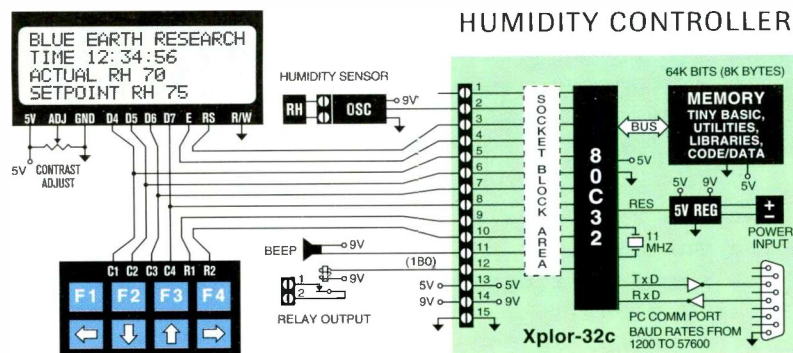 HUMIDITY CONTROLLER
BLUE EARTH RESEARCH
TIME 12:34:56
ACTUAL RH 70
SETPOINT RH 75
5V ADJ GND D4 D5 D6 D7 E RS R/W
5V
CONTRAST
ADJUST
HUMIDITY SENSOR
RH
OSC
9V
C1 C2 C3 C4 R1 R2
F1 F2 F3 F4
BEEP
9V
(1B0)
9V
1
2
RELAY OUTPUT
1
2
3
4
5
6
7
8
9
10
11
12
5V 13 5V
9V 14 9V
15
SOCKET BLOCK AREA
80C32
64K BITS (8K BYTES)
MEMORY
TINY BASIC,
UTILITIES,
LIBRARIES,
CODE/DATA
BUS
5V
5V
5V 9V
RES
5V REG
+
−
POWER
INPUT
11
MHZ
TxD
RxD
PC COMM PORT
BAUD RATES FROM
1200 TO 57600
Xplor-32c